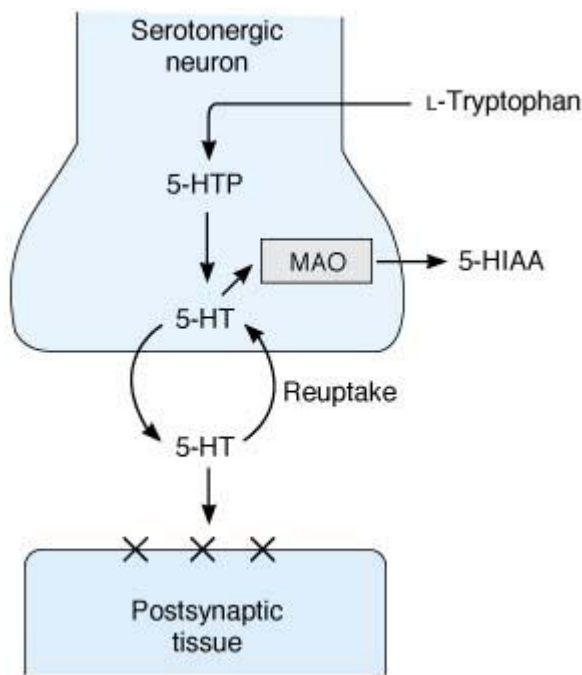 Serotonergic
neuron
L-Tryptophan
5-HTP
MAO
5-HIAA
5-HT
Reuptake
5-HT
Postsynaptic
tissue